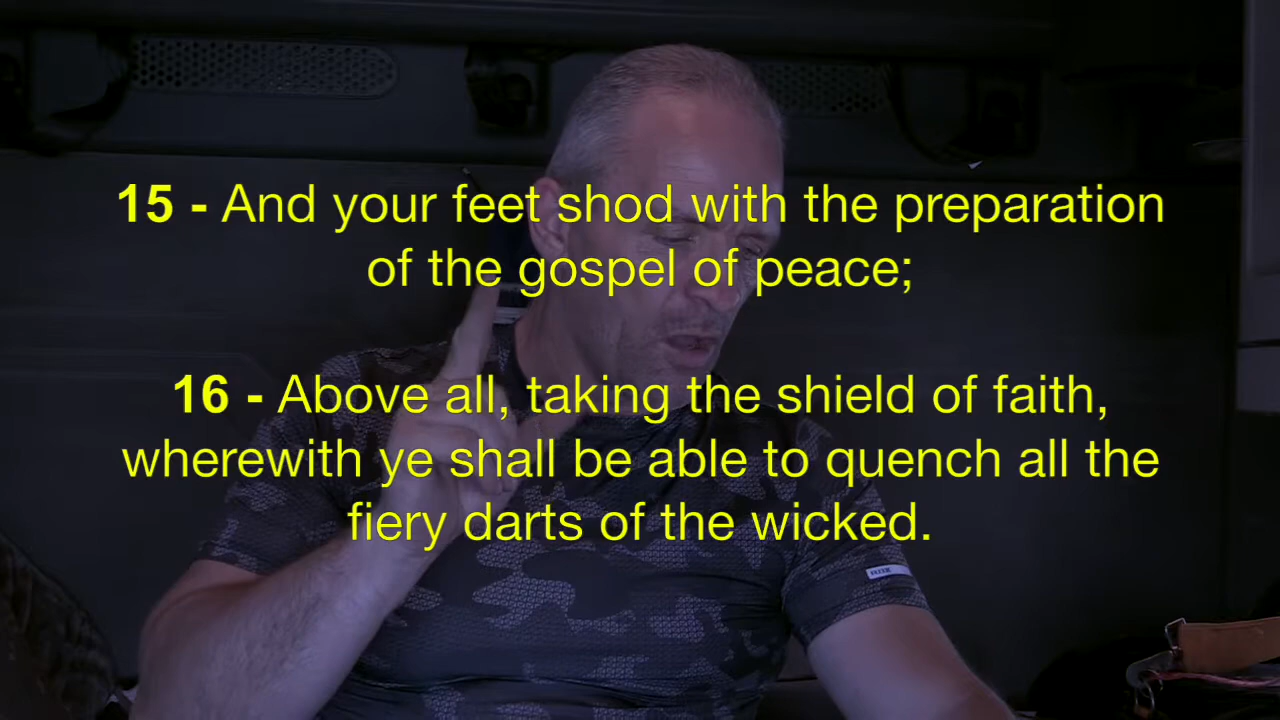 15 - And your feet shod with the preparation
of the gospel of peace;
16 - Above all, taking the shield of faith,
wherewith ye shall be able to quench all the
fiery darts of the wicked.